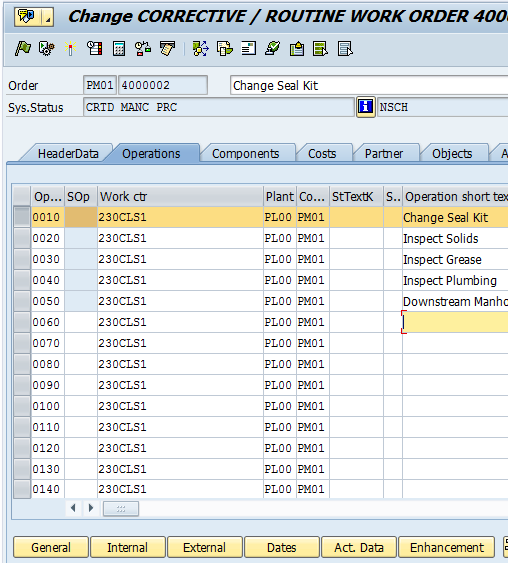 Change CORRECTIVE / ROUTINE WORK ORDER 400
Order PM01 4000002 Change Seal Kit
Sys.Status CRTD MANC PRC NSCH
HeaderData Operations Components Costs Partner Objects A
Op... SOp Work ctr Plant Co... StTextK S.. Operation short tex
0010 230CLS1 PL00 PM01 Change Seal Kit
0020 230CLS1 PL00 PM01 Inspect Solids
0030 230CLS1 PL00 PM01 Inspect Grease
0040 230CLS1 PL00 PM01 Inspect Plumbing
0050 230CLS1 PL00 PM01 Downstream Manho
0060 230CLS1 PL00 PM01
0070 230CLS1 PL00 PM01
0080 230CLS1 PL00 PM01
0090 230CLS1 PL00 PM01
0100 230CLS1 PL00 PM01
0110 230CLS1 PL00 PM01
0120 230CLS1 PL00 PM01
0130 230CLS1 PL00 PM01
0140 230CLS1 PL00 PM01
General Internal External Dates Act. Data Enhancement